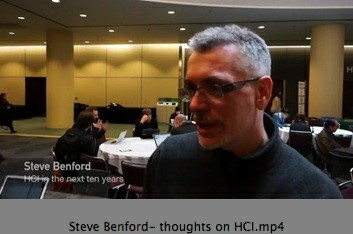 Steve Benford
HCI in the next ten years
Steve Benford- thoughts on HCI.mp4